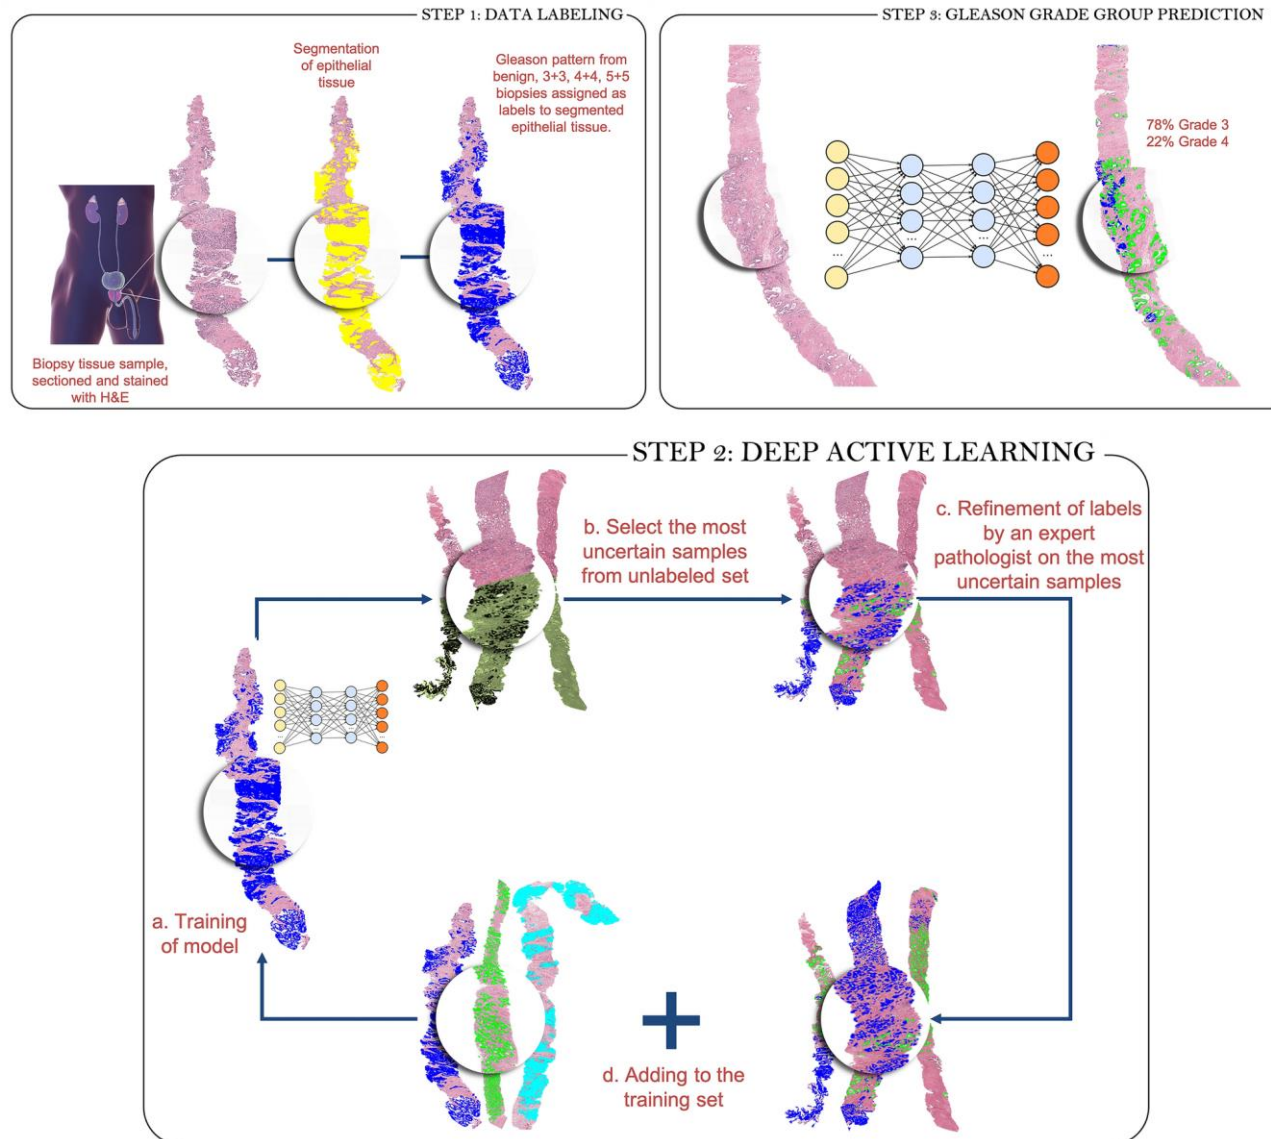 STEP 1: DATA LABELING
Segmentation
of epithelial
tissue
Gleason pattern from
benign, 3+3, 4+4, 5+5
biopsies assigned as
labels to segmented
epithelial tissue.
Biopsy tissue sample,
sectioned and stained
with H&E
STEP 3: GLEASON GRADE GROUP PREDICTION
...
...
...
...
78% Grade 3
22% Grade 4
STEP 2: DEEP ACTIVE LEARNING
b. Select the most
uncertain samples
from unlabeled set
c. Refinement of labels
by an expert
pathologist on the most
uncertain samples
...
...
...
...
a. Training
of model
d. Adding to the
training set